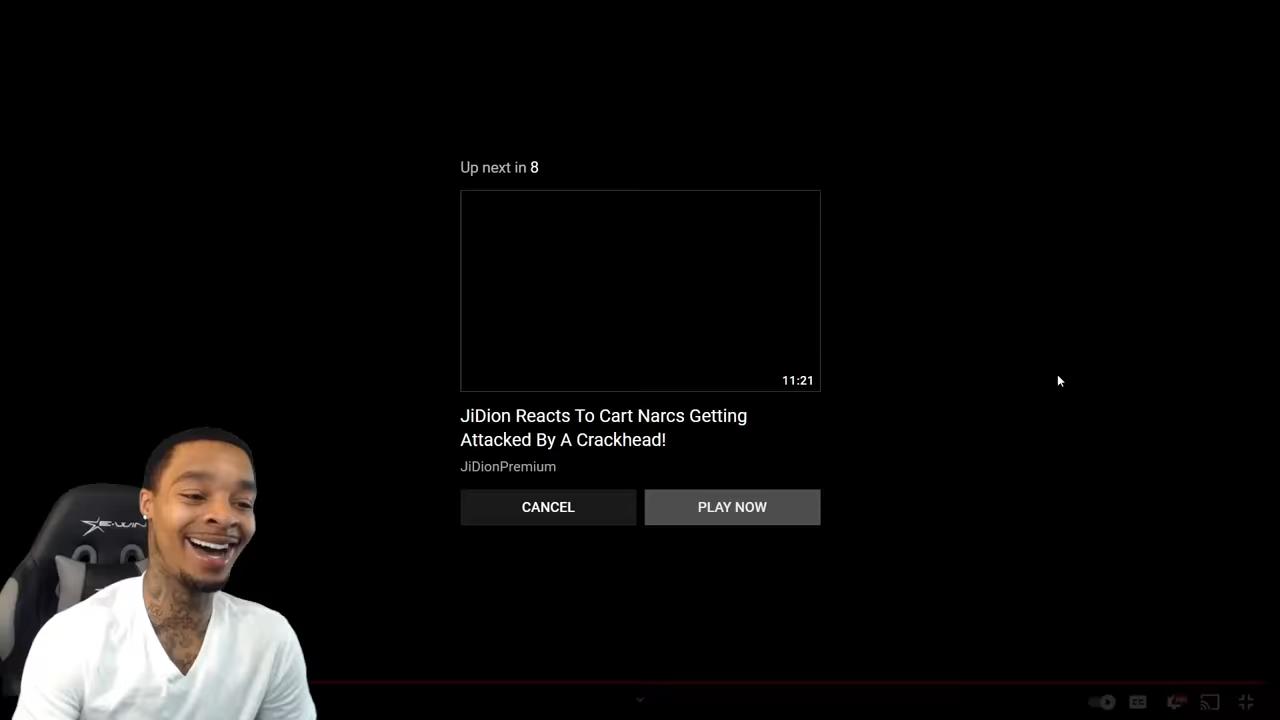 Up next in 8
11:21
JiDion Reacts To Cart Narcs Getting
Attacked By A Crackhead!
JiDionPremium
CANCEL
PLAY NOW
E-WIN